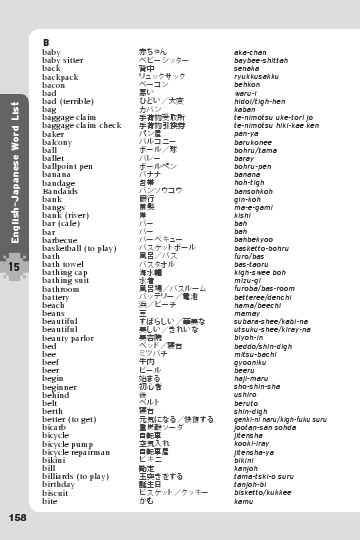 B
baby 赤ちゃん aka-chan
baby sitter ベビーシッター baybee-shittah
back 背中 senaka
backpack リュックサック ryukkusakku
bacon ベーコン behkon
bad 悪い waru-i
bad (terrible) ひどい／大変 hidoi/tigh-hen
bag カバン kaban
baggage claim 手荷物受取所 te-nimotsu uke-tori jo
baggage claim check 手荷物引換券 te-nimotsu hiki-kae ken
baker パン屋 pan-ya
balcony バルコニー barukonee
ball ボール／球 bohru/tama
ballet バレー baray
ballpoint pen ボールペン bohru-pen
banana バナナ banana
bandage 包帯 hoh-tigh
Bandaids バンソウコウ bansohkoh
bank 銀行 gin-koh
bangs 前髪 ma-e-gami
bank (river) 岸 kishi
bar (cafe) バー bah
bar バー bah
barbecue バーベキュー bahbekyoo
basketball (to play) バスケットボール basketto-bohru
bath 風呂／バス furo/bas
bath towel バスタオル bas-taoru
bathing cap 海水帽 kigh-swee boh
bathing suit 水着 mizu-gi
bathroom 風呂場／バスルーム furoba/bas-room
battery バッテリー／電池 betteree/denchi
beach 浜／ビーチ hama/beechi
beans 豆 mamay
beautiful すばらしい／華美な subara-shee/kabi-na
beautiful 美しい／きれいな utsuku-shee/kiray-na
beauty parlor 美容院 biyoh-in
bed ベッド／寝台 beddo/shin-digh
bee ミツバチ mitsu-bachi
beef 牛肉 gyooniku
beer ビール beeru
begin 始まる haji-maru
beginner 初心者 sho-shin-sha
behind 後 ushiro
belt ベルト beruto
berth 寝台 shin-digh
better (to get) 元気になる／快復する genki-ni naru/kigh-fuku suru
bicarb 重炭酸ソーダ jootan-san sohda
bicycle 自転車 jitensha
bicycle pump 空気入れ kooki-iray
bicycle repairman 自転車屋 jitensha-ya
bikini ビキニ bikini
bill 勘定 kanjoh
billiards (to play) 玉突きをする tama-tski-o suru
birthday 誕生日 tanjoh-bi
biscuit ビスケット／クッキー bisketto/kukkee
bite かむ kamu
English–Japanese Word List
15
158